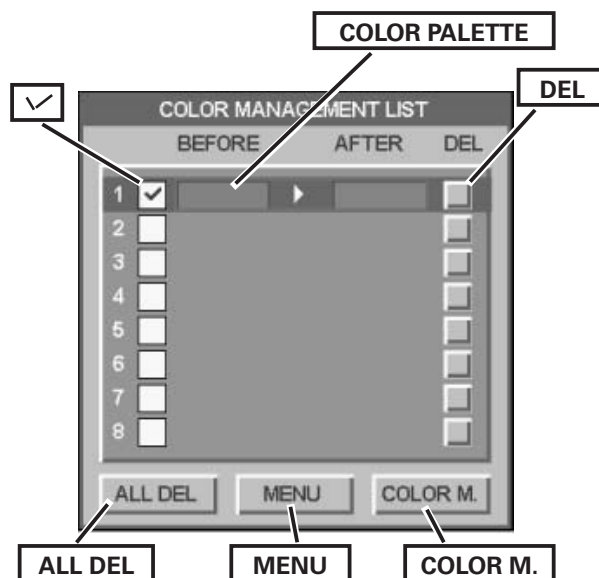 COLOR PALETTE
DEL
COLOR MANAGEMENT LIST
BEFORE AFTER DEL
1
2
3
4
5
6
7
8
ALL DEL MENU COLOR M.
ALL DEL MENU COLOR M.